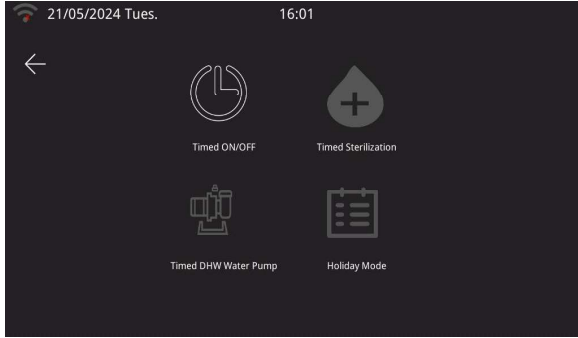 21/05/2024 Tues. 16:01
Timed ON/OFF Timed Sterilization
Timed DHW Water Pump Holiday Mode